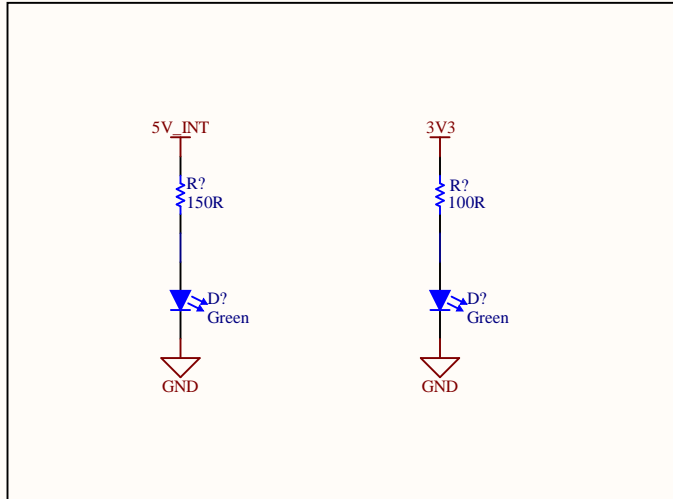 5V_INT
R?
150R
D?
Green
GND
3V3
R?
100R
D?
Green
GND